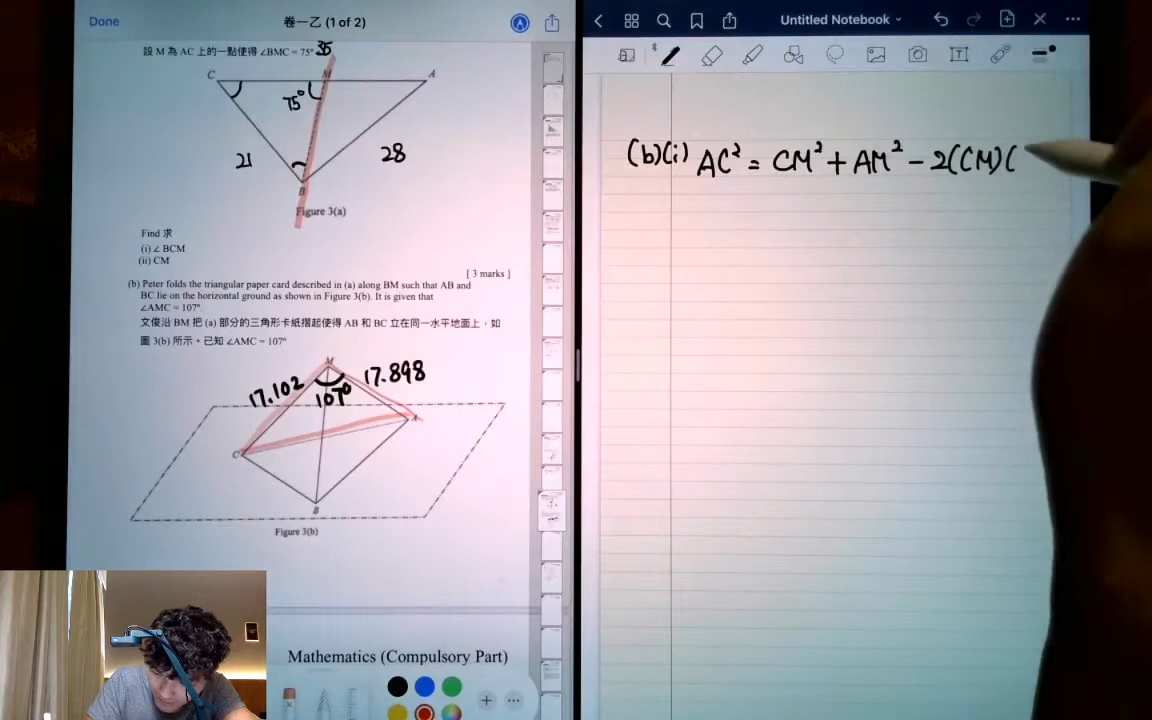 Done
卷一乙 (1 of 2)
Untitled Notebook
設 M 為 AC 上的一點使得 ∠BMC = 75°
35
C
M
A
75°
21
28
B
Figure 3(a)
Find 求
(i) ∠ BCM
(ii) CM
[ 3 marks ]
(b) Peter folds the triangular paper card described in (a) along BM such that AB and
BC lie on the horizontal ground as shown in Figure 3(b). It is given that
∠AMC = 107°.
文俊沿 BM 把 (a) 部分的三角形卡紙摺起使得 AB 和 BC 立在同一水平地面上，如
圖 3(b) 所示。已知 ∠AMC = 107°
M
17.102
17.898
107°
A
C
B
Figure 3(b)
Mathematics (Compulsory Part)
(b)(i) AC² = CM² + AM² − 2(CM)(